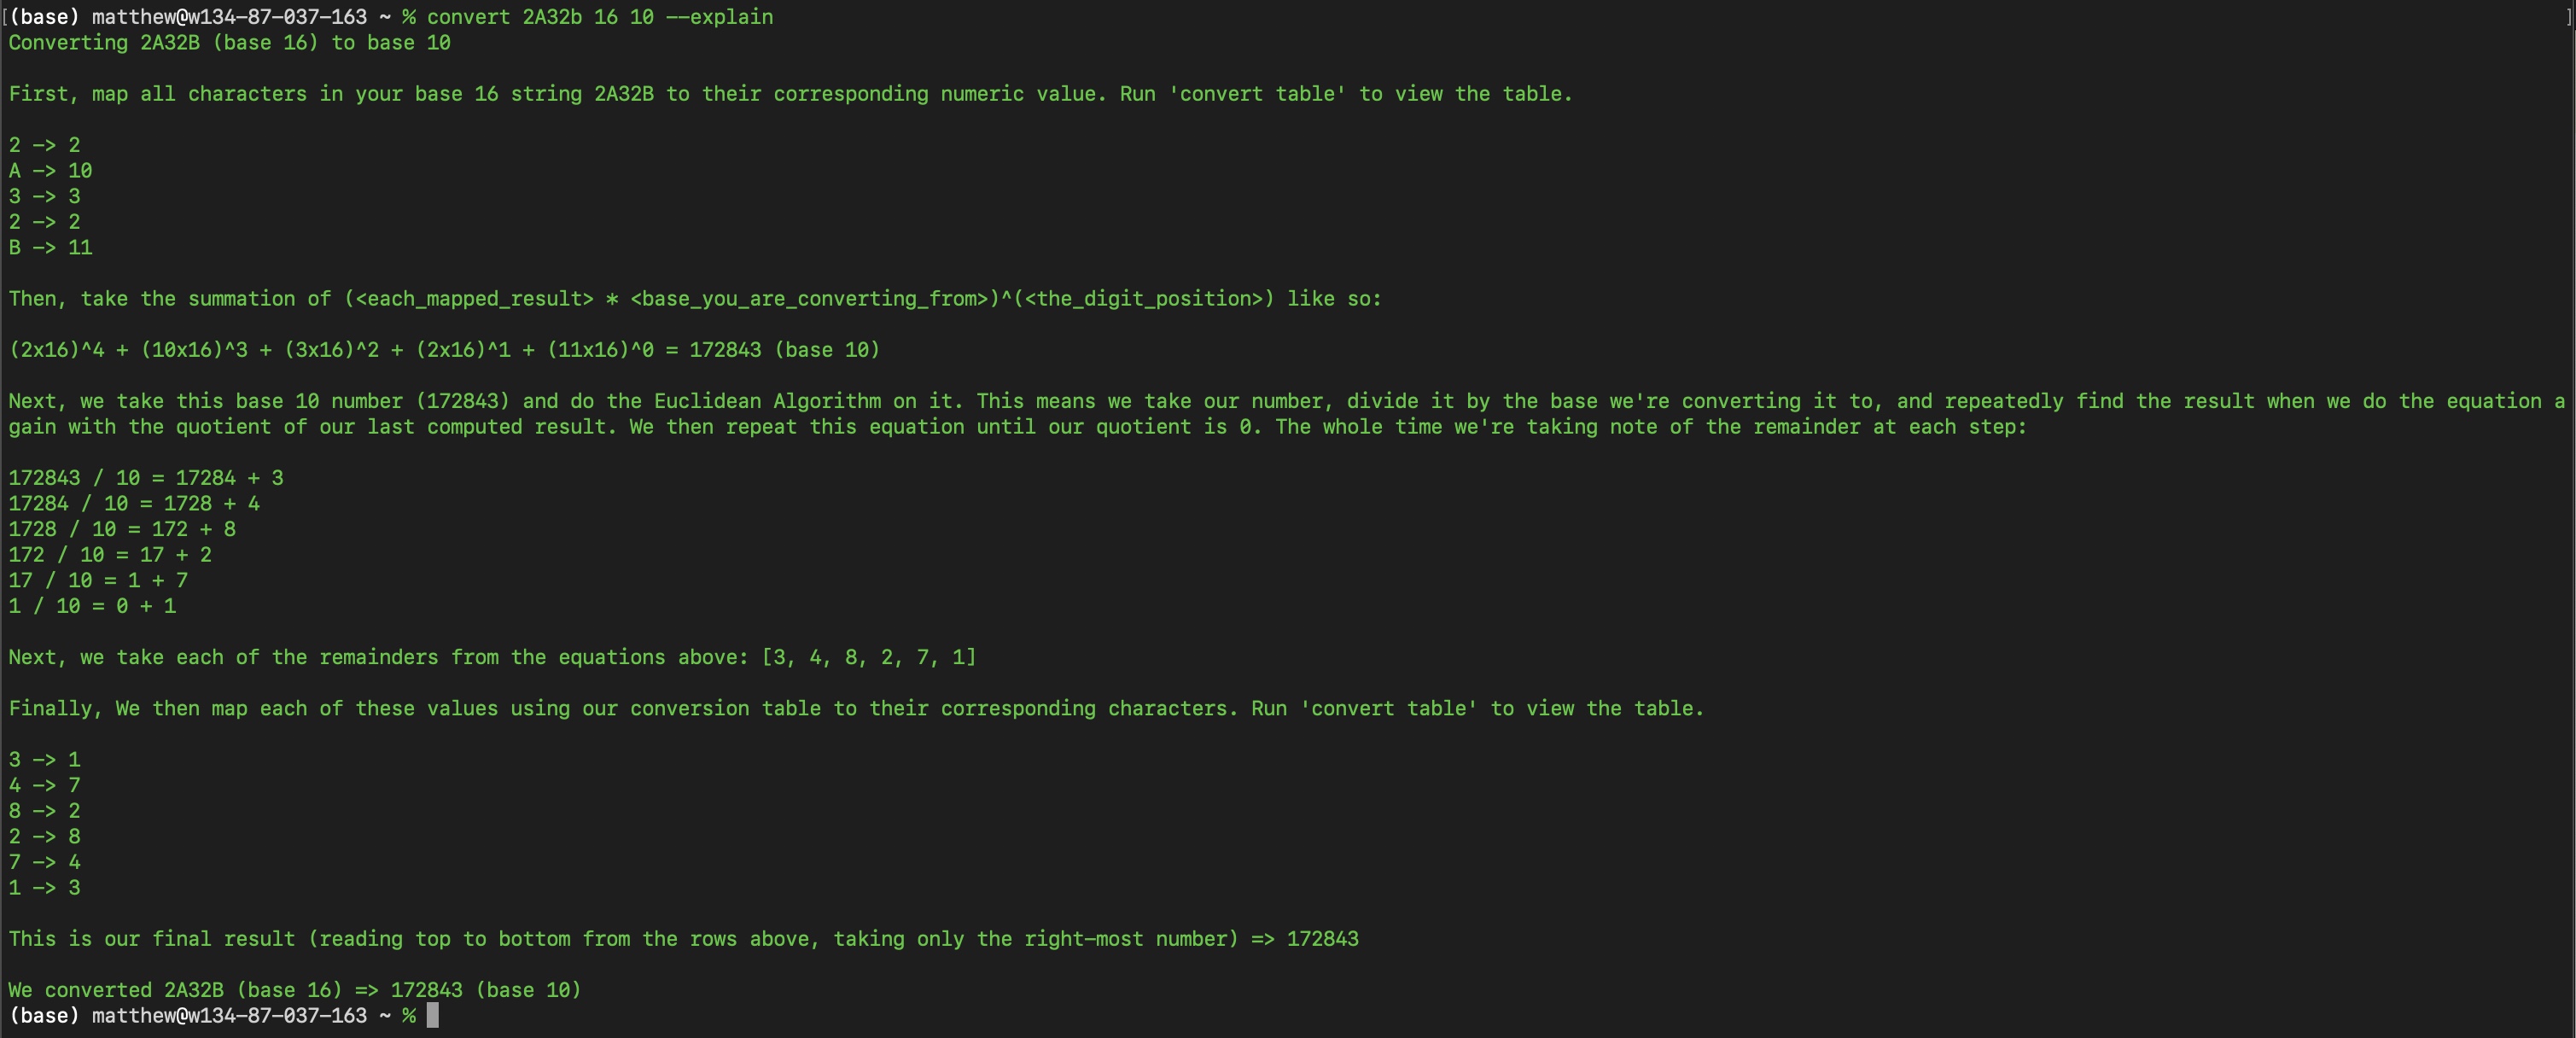 [(base) matthew@w134-87-037-163 ~ % convert 2A32b 16 10 --explain ]
Converting 2A32B (base 16) to base 10
First, map all characters in your base 16 string 2A32B to their corresponding numeric value. Run 'convert table' to view the table.
2 -> 2
A -> 10
3 -> 3
2 -> 2
B -> 11
Then, take the summation of (<each_mapped_result> * <base_you_are_converting_from>)^(<the_digit_position>) like so:
(2x16)^4 + (10x16)^3 + (3x16)^2 + (2x16)^1 + (11x16)^0 = 172843 (base 10)
Next, we take this base 10 number (172843) and do the Euclidean Algorithm on it. This means we take our number, divide it by the base we're converting it to, and repeatedly find the result when we do the equation a
gain with the quotient of our last computed result. We then repeat this equation until our quotient is 0. The whole time we're taking note of the remainder at each step:
172843 / 10 = 17284 + 3
17284 / 10 = 1728 + 4
1728 / 10 = 172 + 8
172 / 10 = 17 + 2
17 / 10 = 1 + 7
1 / 10 = 0 + 1
Next, we take each of the remainders from the equations above: [3, 4, 8, 2, 7, 1]
Finally, We then map each of these values using our conversion table to their corresponding characters. Run 'convert table' to view the table.
3 -> 1
4 -> 7
8 -> 2
2 -> 8
7 -> 4
1 -> 3
This is our final result (reading top to bottom from the rows above, taking only the right-most number) => 172843
We converted 2A32B (base 16) => 172843 (base 10)
(base) matthew@w134-87-037-163 ~ %